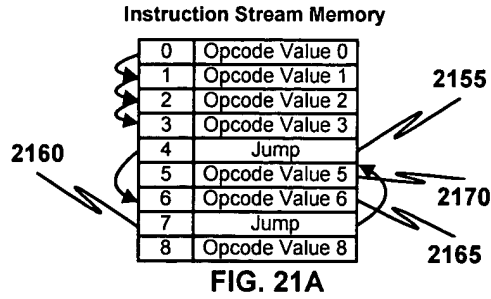 Instruction Stream Memory
0 Opcode Value 0
1 Opcode Value 1
2 Opcode Value 2
3 Opcode Value 3
4 Jump
5 Opcode Value 5
6 Opcode Value 6
7 Jump
8 Opcode Value 8
2155
2160
2170
2165
FIG. 21A